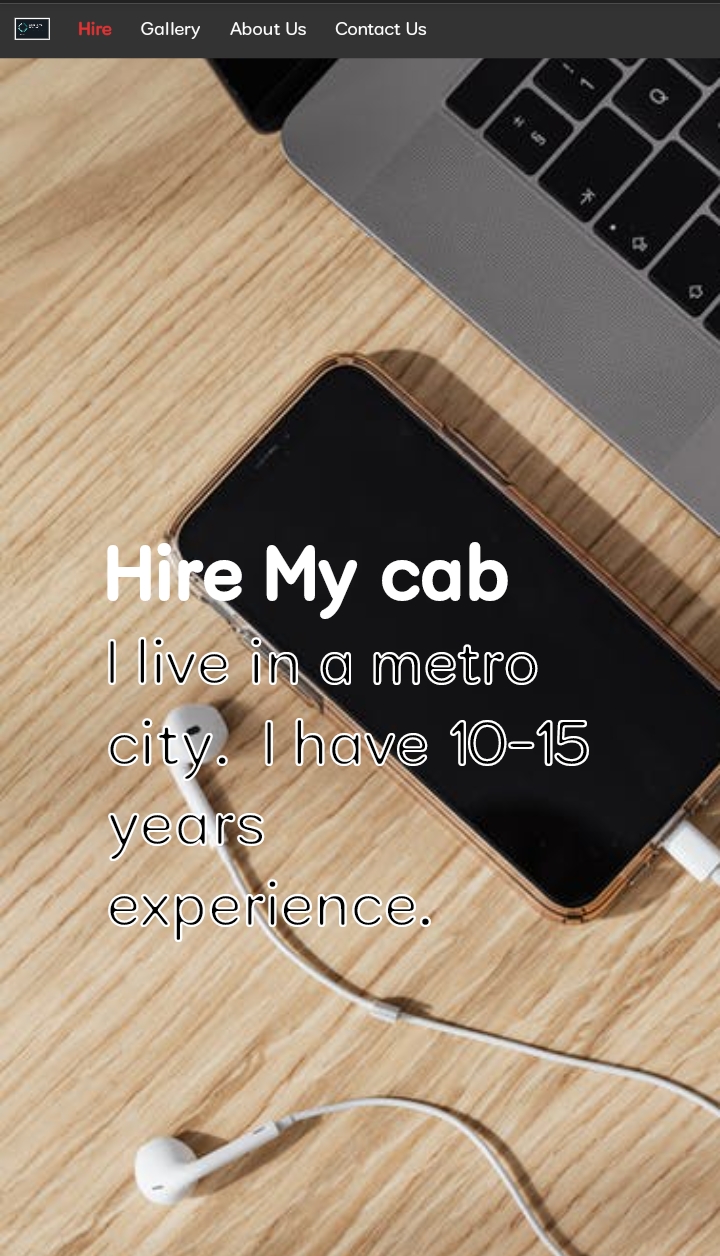 Hire Gallery About Us Contact Us
Hire My cab
I live in a metro
city. I have 10-15
years
experience.